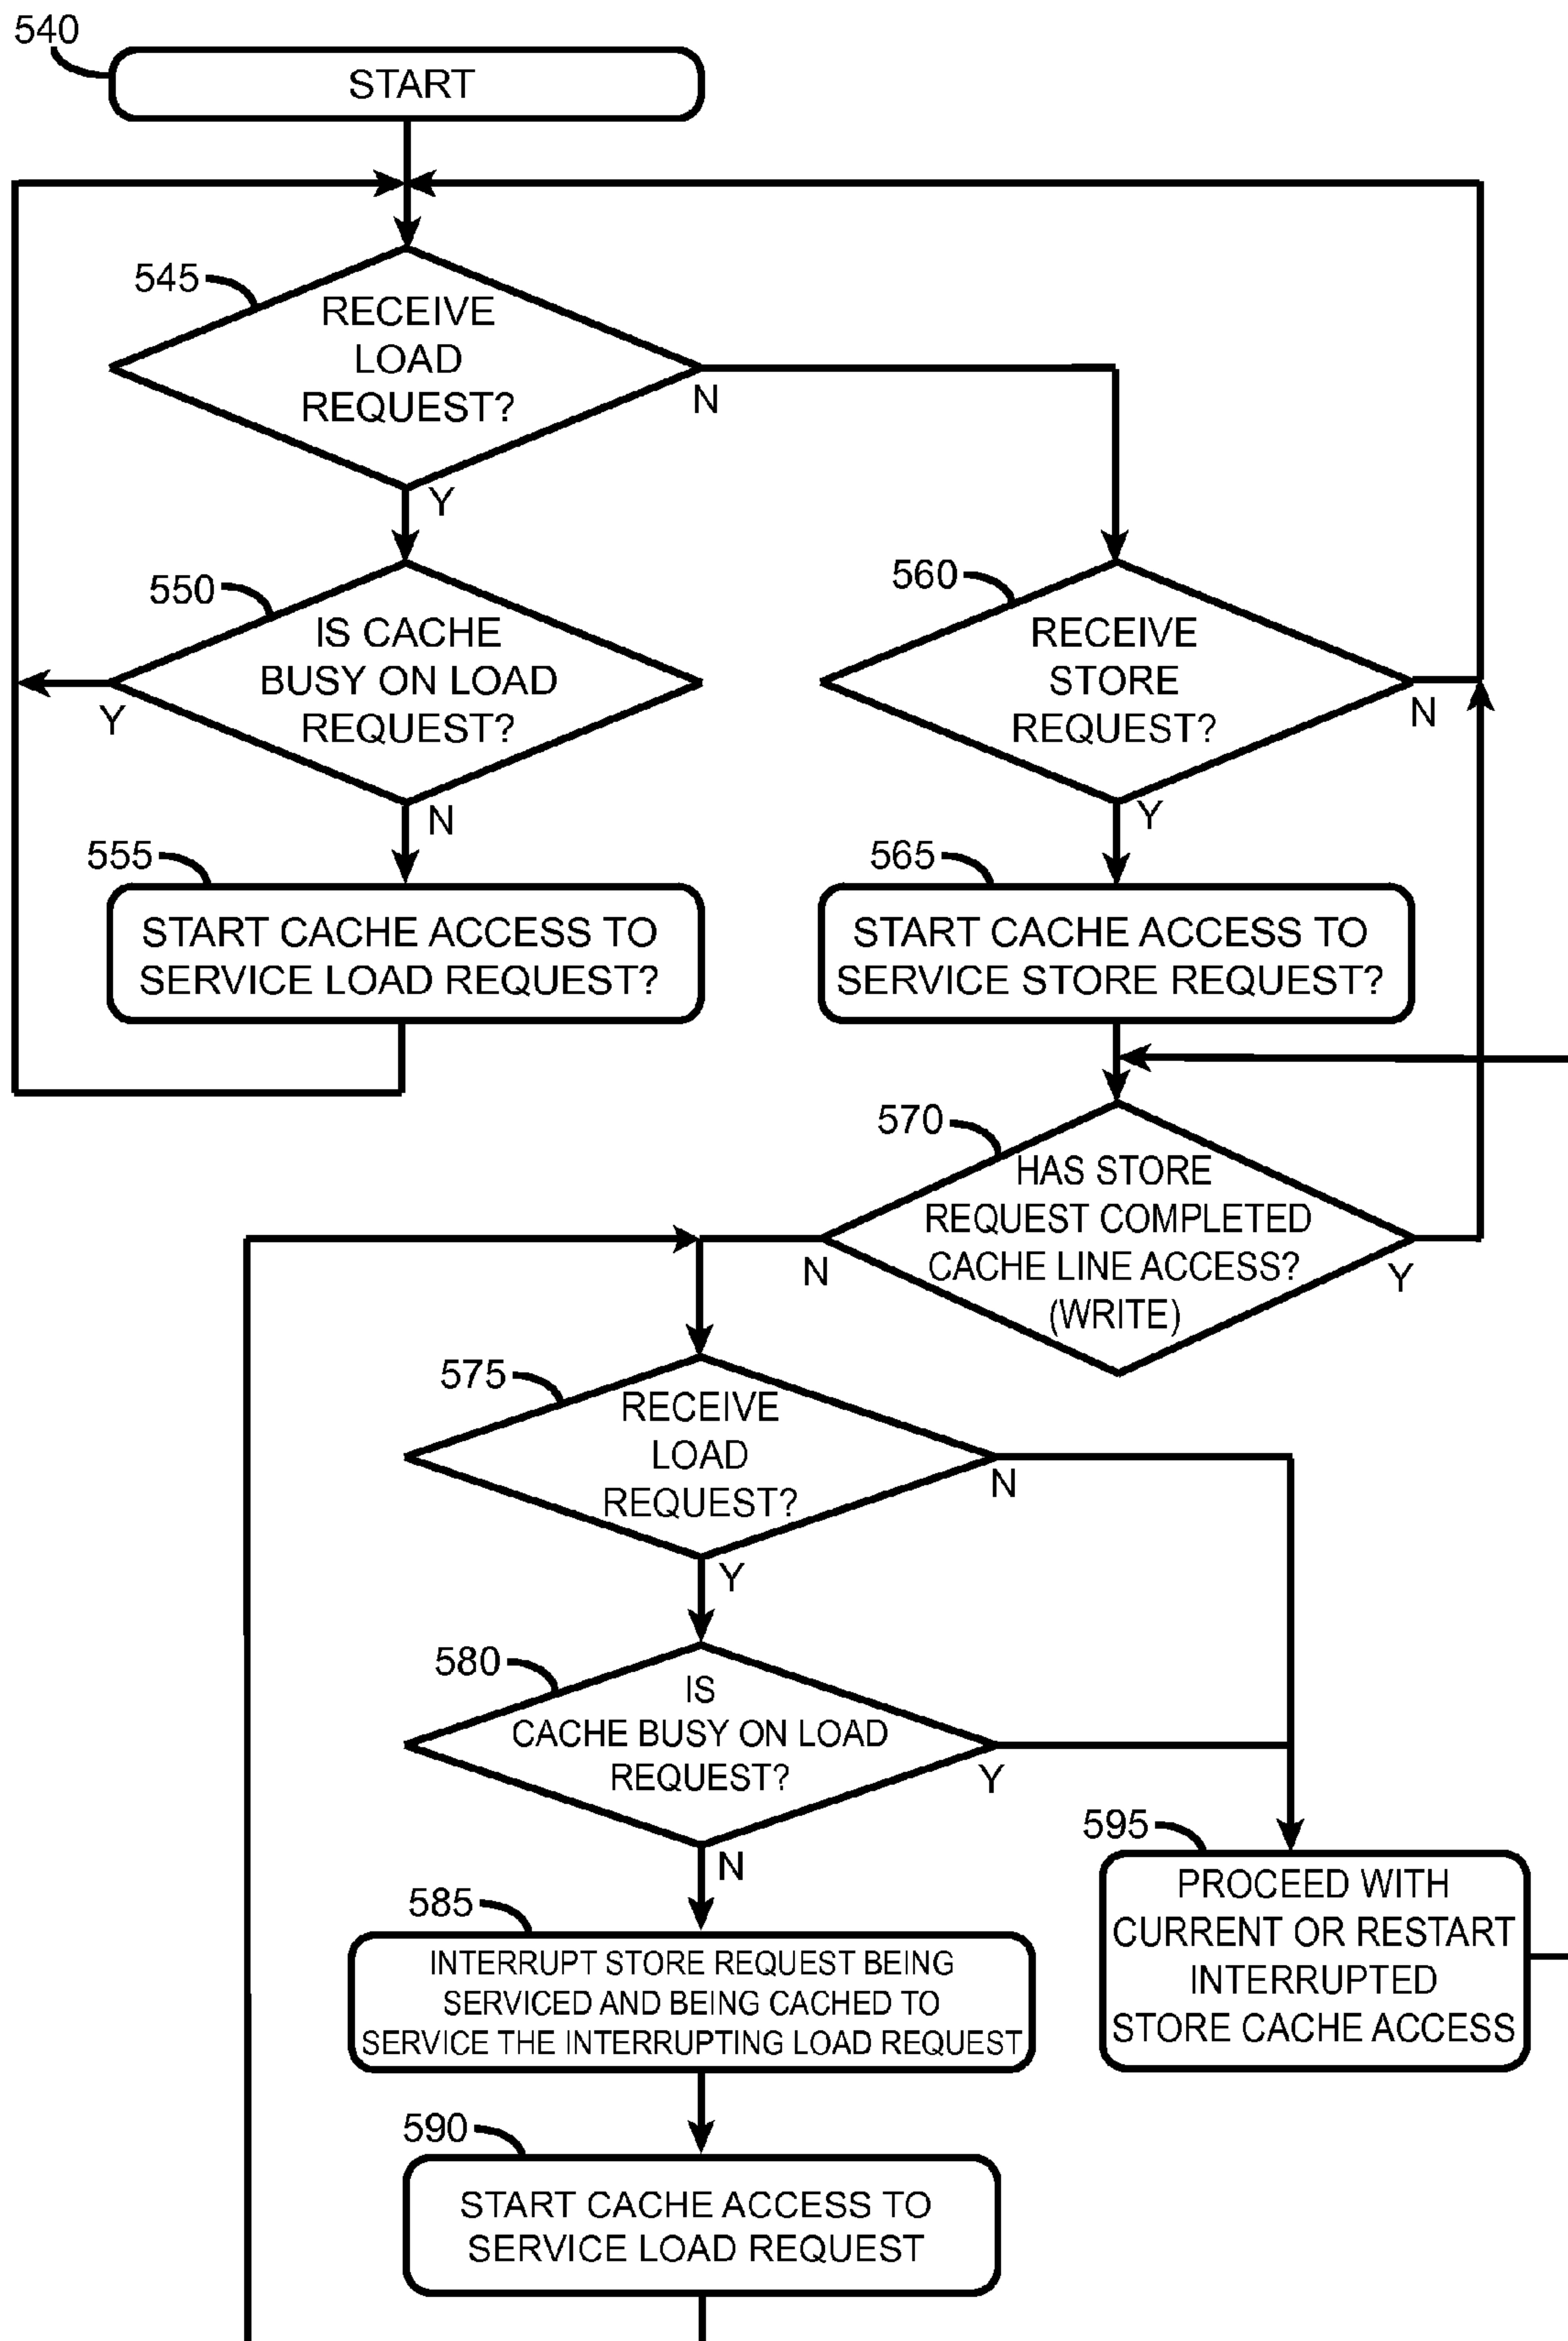 540
START
545
RECEIVE
LOAD
REQUEST?
N
Y
550
IS CACHE
BUSY ON LOAD
REQUEST?
Y
N
560
RECEIVE
STORE
REQUEST?
N
Y
555
START CACHE ACCESS TO
SERVICE LOAD REQUEST?
565
START CACHE ACCESS TO
SERVICE STORE REQUEST?
570
HAS STORE
REQUEST COMPLETED
CACHE LINE ACCESS?
(WRITE)
N
Y
575
RECEIVE
LOAD
REQUEST?
N
Y
580
IS
CACHE BUSY ON LOAD
REQUEST?
Y
N
595
PROCEED WITH
CURRENT OR RESTART
INTERRUPTED
STORE CACHE ACCESS
585
INTERRUPT STORE REQUEST BEING
SERVICED AND BEING CACHED TO
SERVICE THE INTERRUPTING LOAD REQUEST
590
START CACHE ACCESS TO
SERVICE LOAD REQUEST